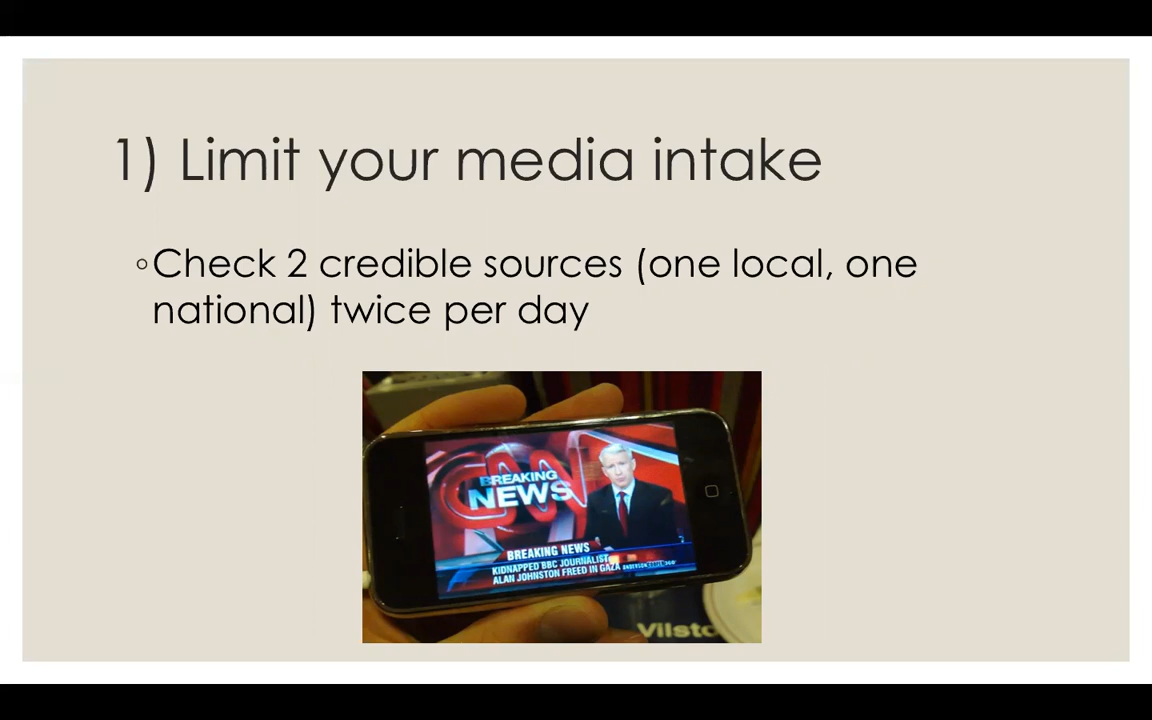 1) Limit your media intake
◦Check 2 credible sources (one local, one
national) twice per day
CNN
BREAKING
NEWS
BREAKING NEWS
KIDNAPPED BBC JOURNALIST
ALAN JOHNSTON FREED IN GAZA